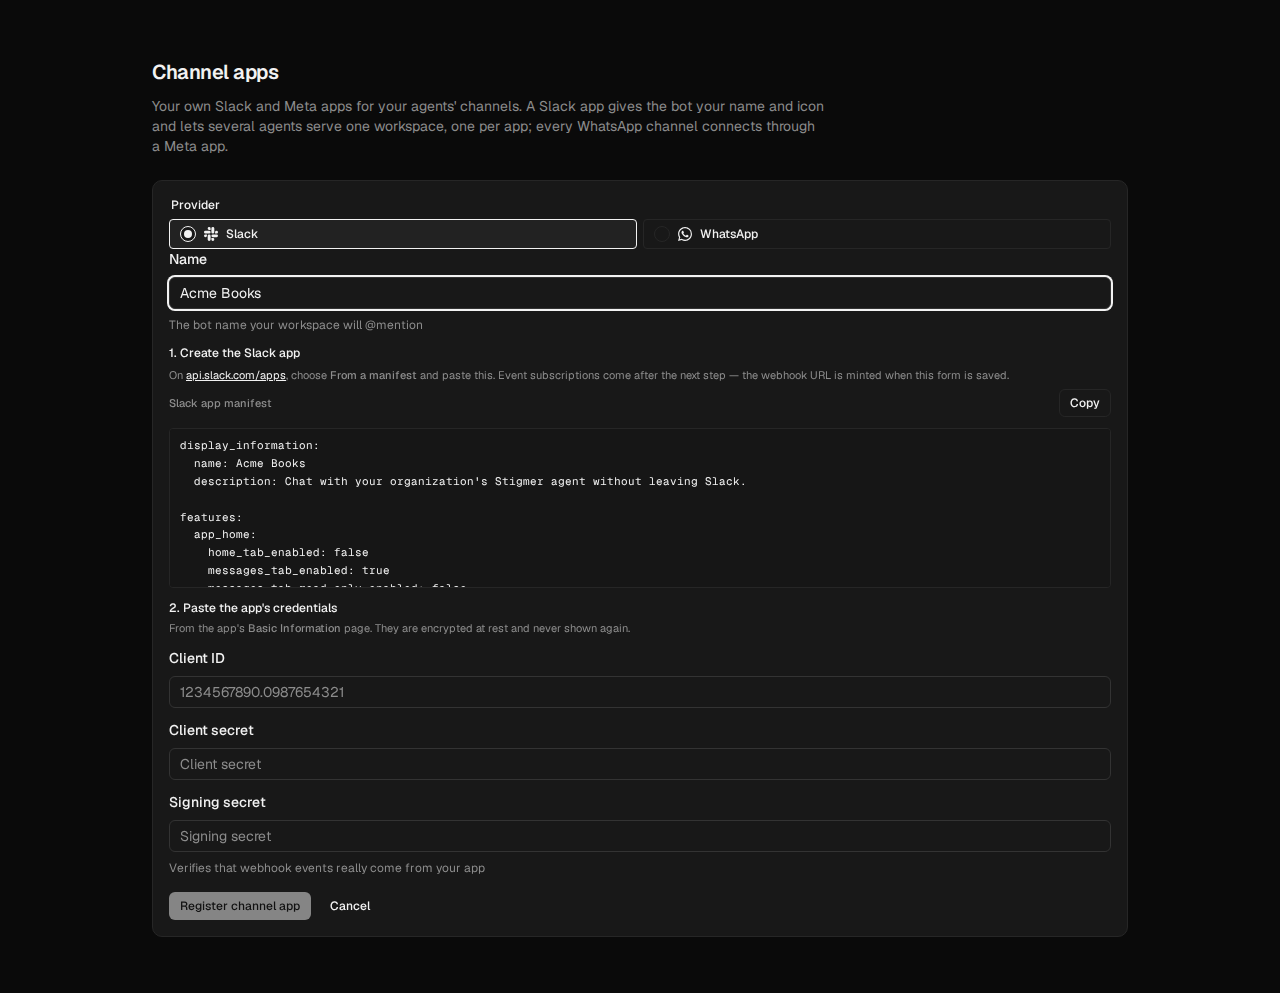 Channel apps
Your own Slack and Meta apps for your agents' channels. A Slack app gives the bot your name and icon
and lets several agents serve one workspace, one per app; every WhatsApp channel connects through
a Meta app.
Provider
Slack
WhatsApp
Name
Acme Books
The bot name your workspace will @mention
1. Create the Slack app
On api.slack.com/apps, choose From a manifest and paste this. Event subscriptions come after the next step — the webhook URL is minted when this form is saved.
Slack app manifest
Copy
display_information:
  name: Acme Books
  description: Chat with your organization's Stigmer agent without leaving Slack.
features:
  app_home:
    home_tab_enabled: false
    messages_tab_enabled: true
    messages_tab_read_only_enabled: false
2. Paste the app's credentials
From the app's Basic Information page. They are encrypted at rest and never shown again.
Client ID
1234567890.0987654321
Client secret
Client secret
Signing secret
Signing secret
Verifies that webhook events really come from your app
Register channel app
Cancel